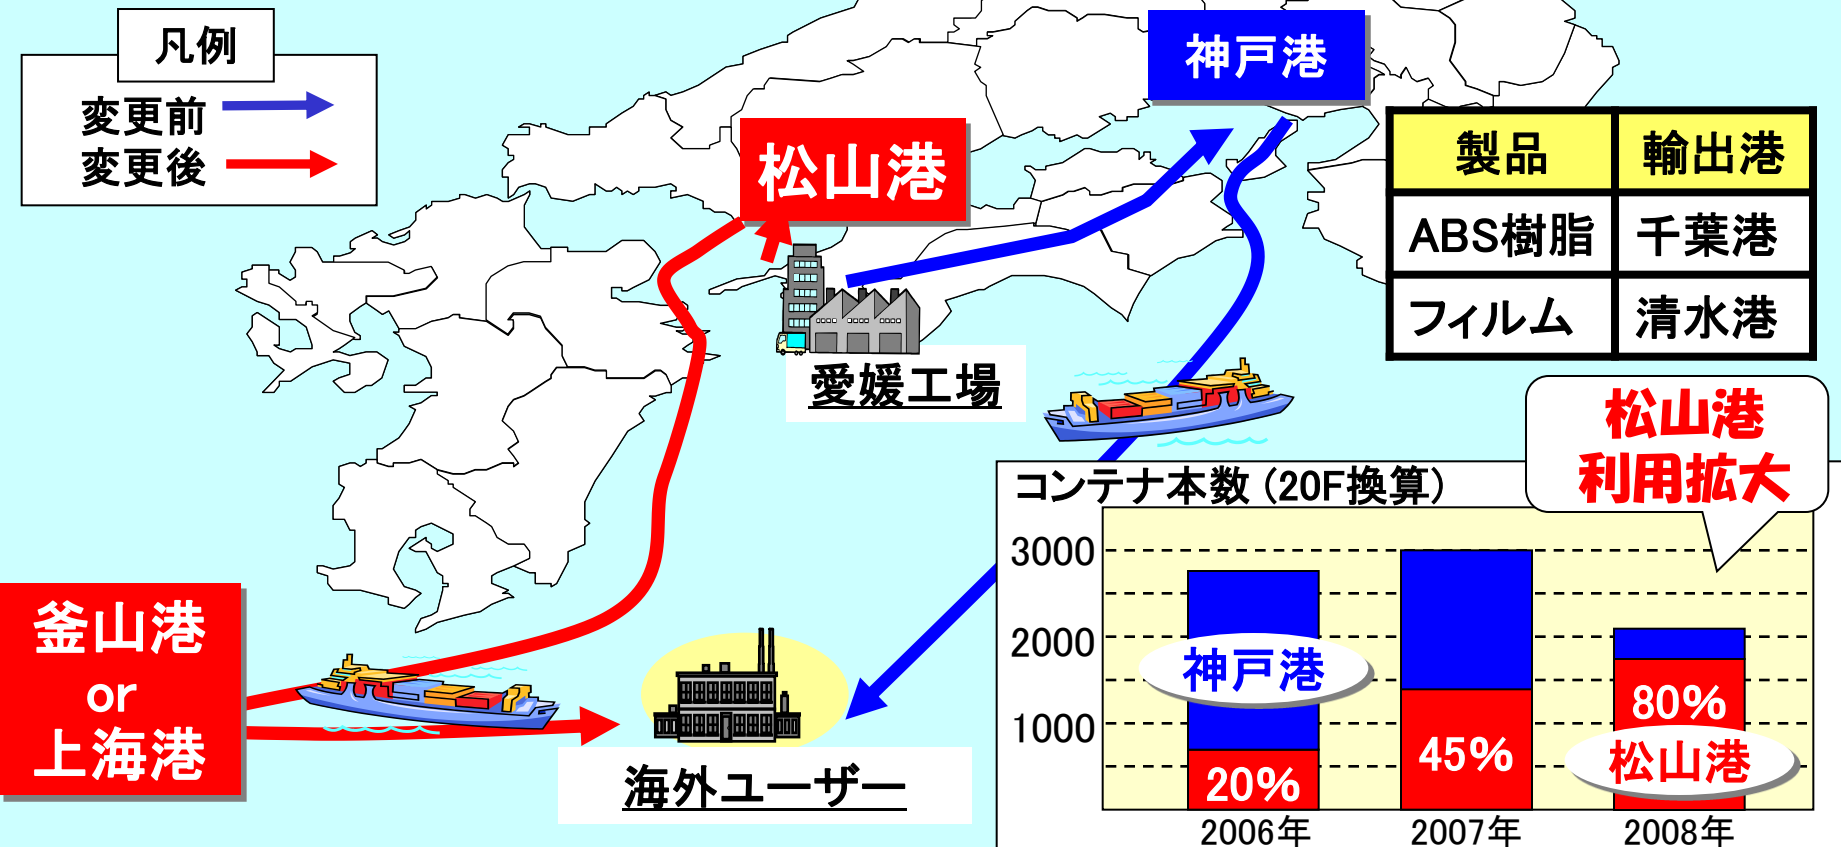 凡例
変更前
変更後
神戸港
松山港
製品 輸出港
ABS樹脂 千葉港
フィルム 清水港
愛媛工場
松山港
利用拡大
コンテナ本数（20F換算）
3000
2000
1000
神戸港
80%
45%
松山港
20%
2006年 2007年 2008年
釜山港
or
上海港
海外ユーザー